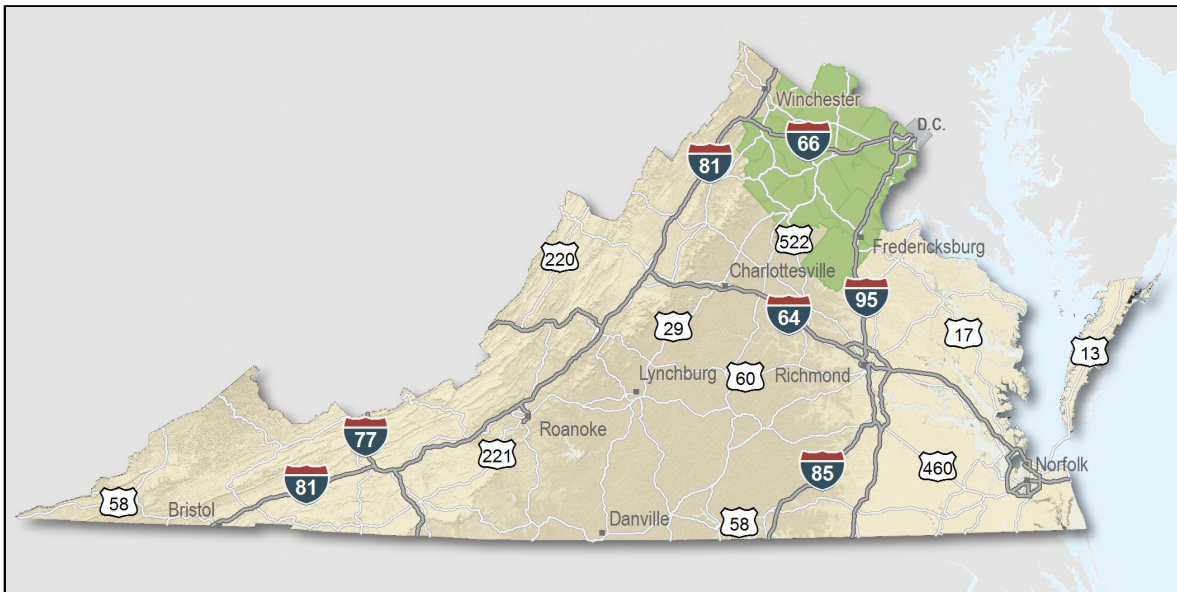 Winchester
D.C.
66
81
522
Fredericksburg
220
Charlottesville
95
64
29
17
13
60
Richmond
Lynchburg
77
Roanoke
221
85
460
Norfolk
81
58
Bristol
Danville
58